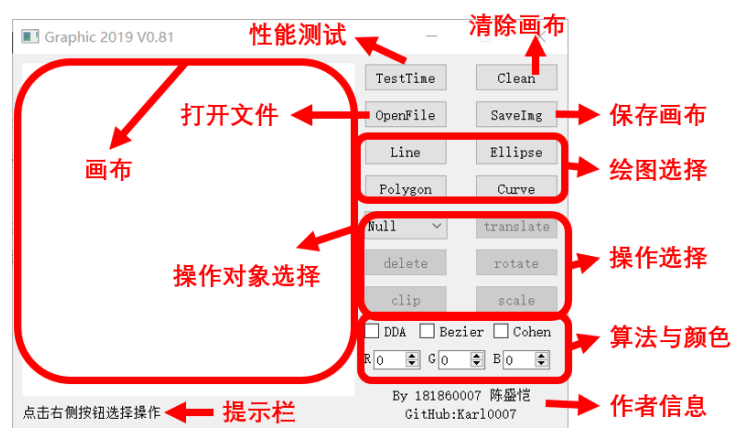 Graphic 2019 V0.81
性能测试
清除画布
TestTime
Clean
打开文件
OpenFile
SaveImg
保存画布
画布
Line
Ellipse
绘图选择
Polygon
Curve
操作对象选择
Null
translate
操作选择
delete
rotate
clip
scale
DDA
Bezier
Cohen
算法与颜色
R 0
G 0
B 0
点击右侧按钮选择操作
提示栏
By 181860007 陈盛恺
GitHub:Karl0007
作者信息